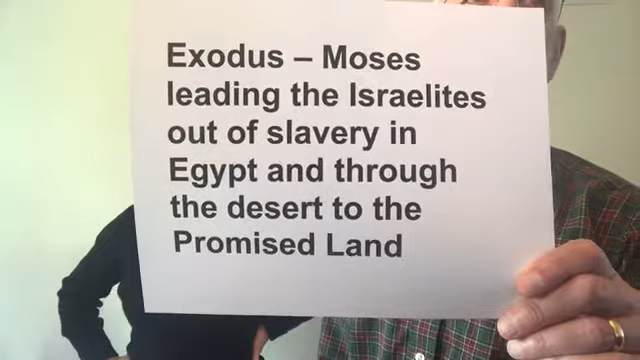 Exodus – Moses
leading the Israelites
out of slavery in
Egypt and through
the desert to the
Promised Land